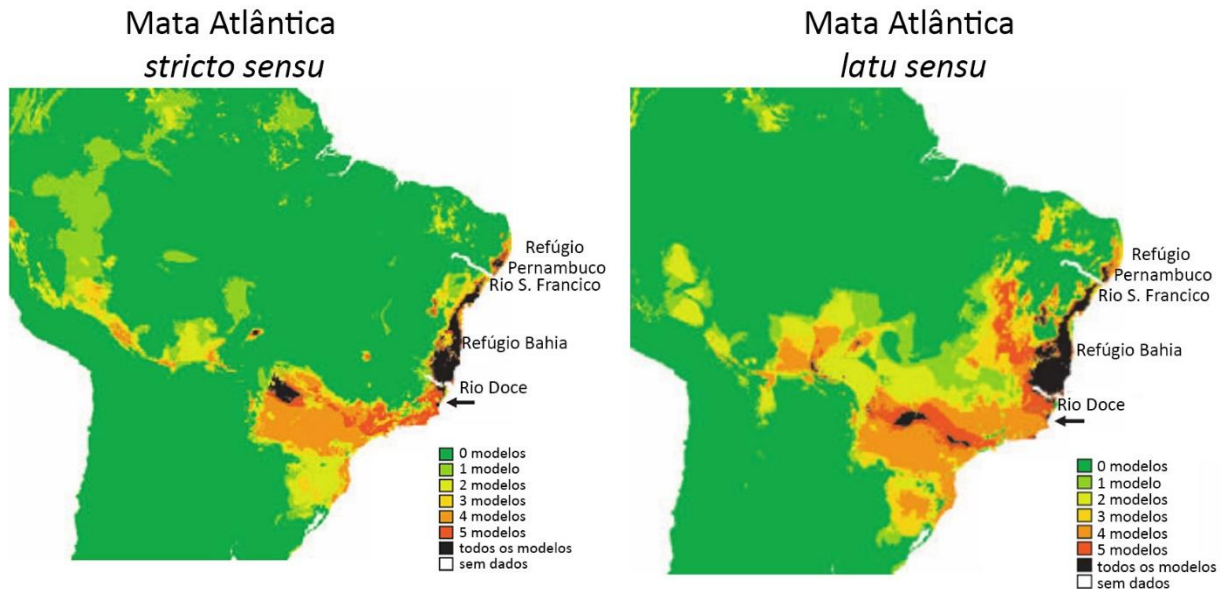 Mata Atlântica
stricto sensu
Refúgio
Pernambuco
Rio S. Francico
Refúgio Bahia
Rio Doce
0 modelos
1 modelo
2 modelos
3 modelos
4 modelos
5 modelos
todos os modelos
sem dados
Mata Atlântica
latu sensu
Refúgio
Pernambuco
Rio S. Francico
Refúgio Bahia
Rio Doce
0 modelos
1 modelo
2 modelos
3 modelos
4 modelos
5 modelos
todos os modelos
sem dados